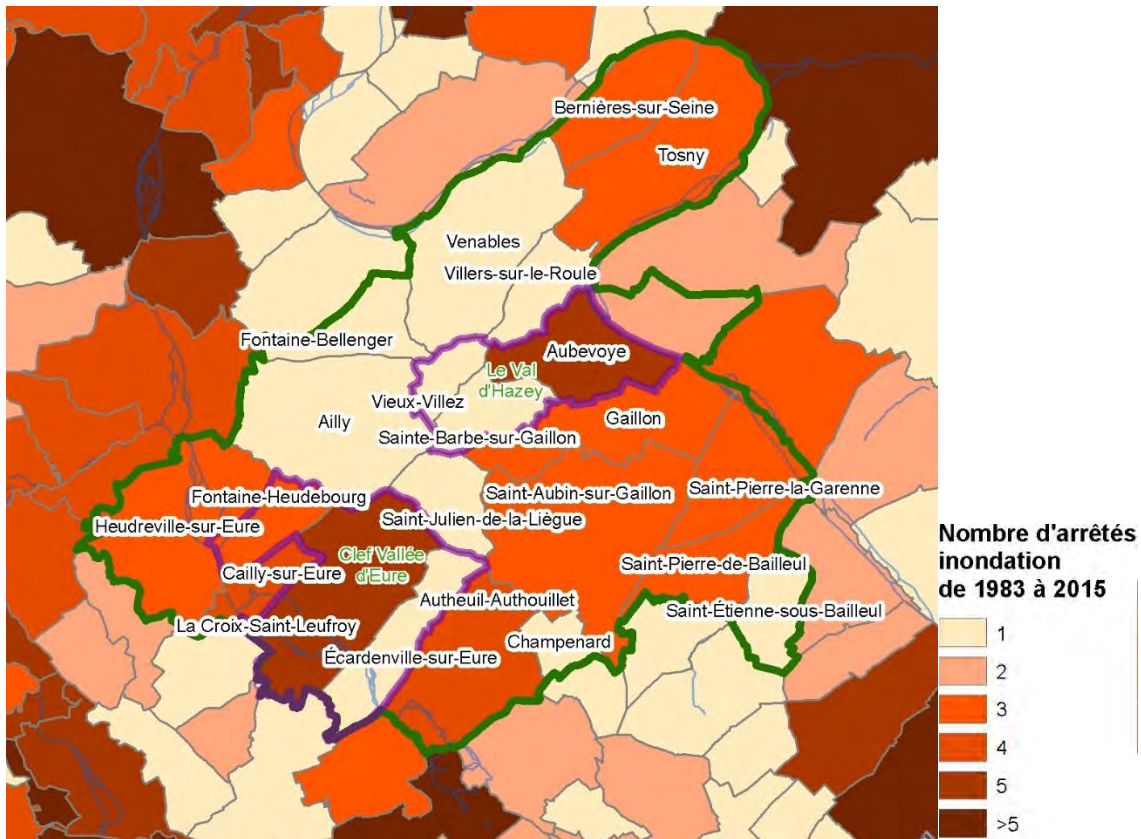 Bernières-sur-Seine
Tosny
Venables
Villers-sur-le-Roule
Fontaine-Bellenger
Aubevoye
Le Val
d'Hazey
Vieux-Villez
Ailly
Gaillon
Sainte-Barbe-sur-Gaillon
Fontaine-Heudebourg
Saint-Aubin-sur-Gaillon
Saint-Pierre-la-Garenne
Heudreville-sur-Eure
Saint-Julien-de-la-Liègue
Clef Vallée
d'Eure
Cailly-sur-Eure
Saint-Pierre-de-Bailleul
Autheuil-Authouillet
Saint-Étienne-sous-Bailleul
La Croix-Saint-Leufroy
Champenard
Écardenville-sur-Eure
Nombre d'arrêtés
inondation
de 1983 à 2015
1
2
3
4
5
>5